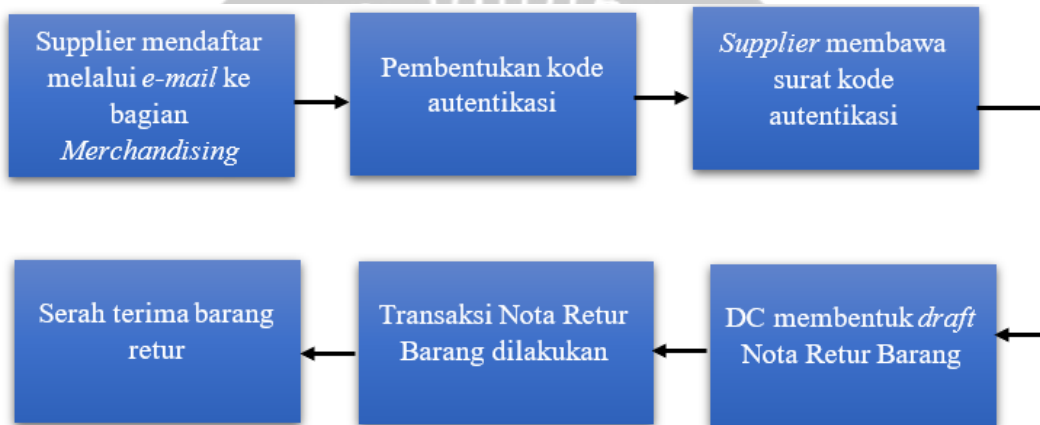 Supplier mendaftar
melalui e-mail ke
bagian
Merchandising
Pembentukan kode
autentikasi
Supplier membawa
surat kode
autentikasi
DC membentuk draft
Nota Retur Barang
Transaksi Nota Retur
Barang dilakukan
Serah terima barang
retur